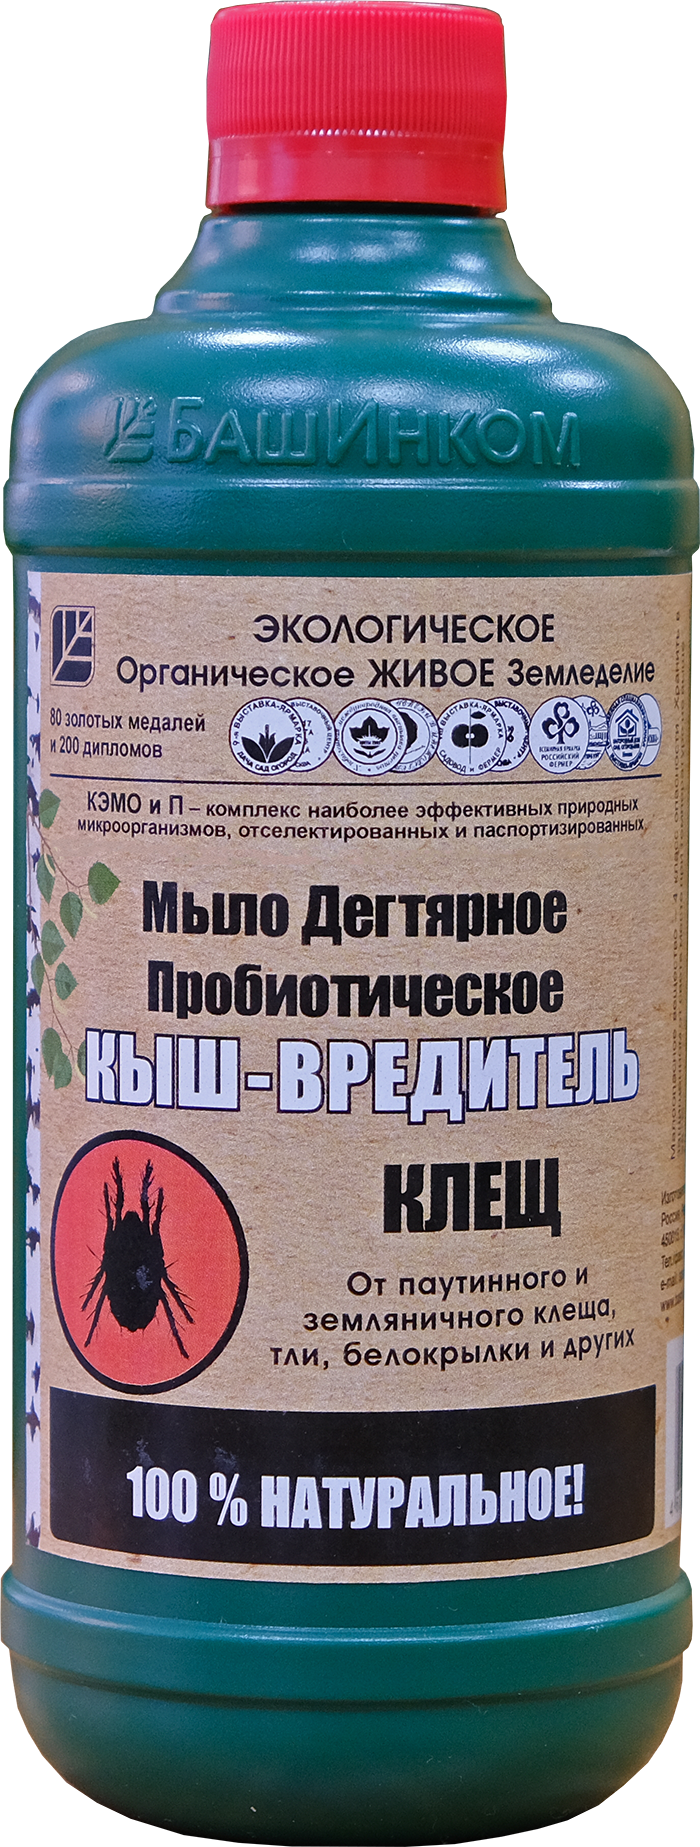 БашИнком
ЭКОЛОГИЧЕСКОЕ
Органическое ЖИВОЕ Земледелие
80 золотых медалей
и 200 дипломов
КЭМО и П – комплекс наиболее эффективных природных
микроорганизмов, отселектированных и паспортизированных
Мыло Дегтярное
Пробиотическое
КЫШ-ВРЕДИТЕЛЬ
КЛЕЩ
От паутинного и
земляничного клеща,
тли, белокрылки и других
100 % НАТУРАЛЬНОЕ!